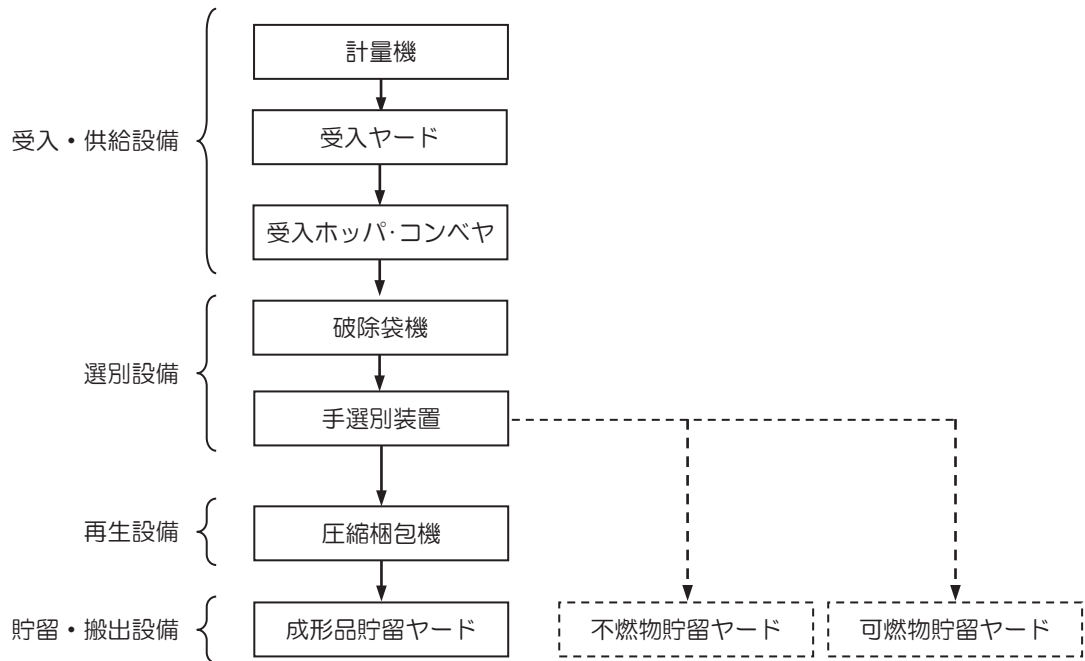 計量機
受入・供給設備
受入ヤード
受入ホッパ・コンベヤ
破除袋機
選別設備
手選別装置
再生設備
圧縮梱包機
貯留・搬出設備
成形品貯留ヤード
不燃物貯留ヤード
可燃物貯留ヤード